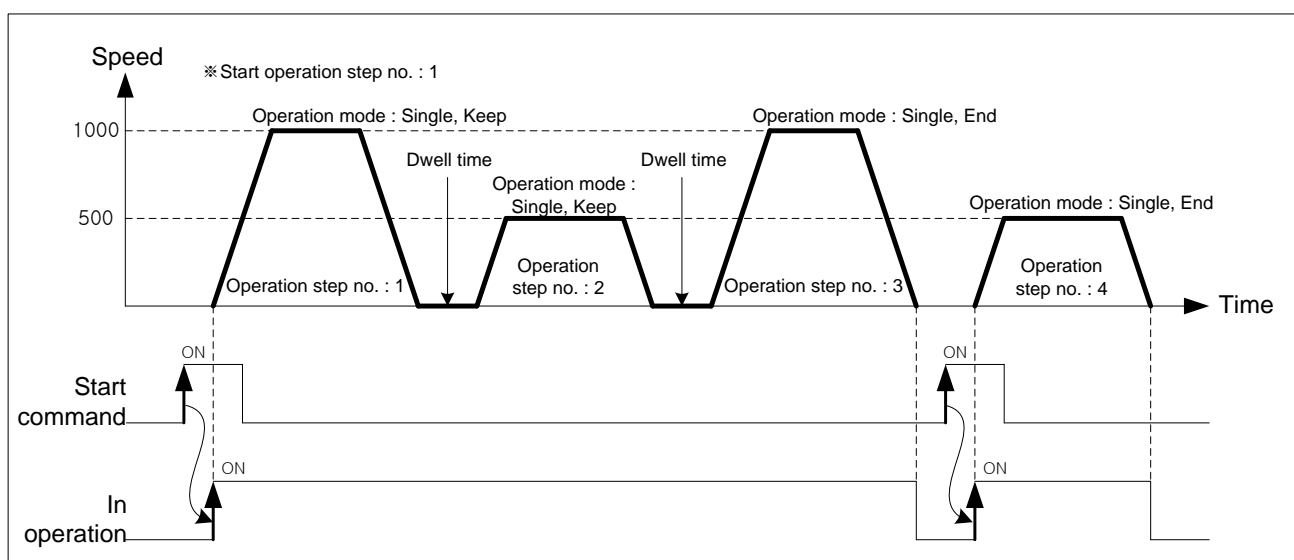 Speed
※Start operation step no. : 1
Operation mode : Single, Keep
Operation mode : Single, End
1000
Dwell time
Dwell time
Operation mode :
Single, Keep
500
Operation mode : Single, End
Operation step no. : 1
Operation
step no. : 2
Operation step no. : 3
Operation
step no. : 4
Time
ON
ON
Start
command
ON
ON
In
operation